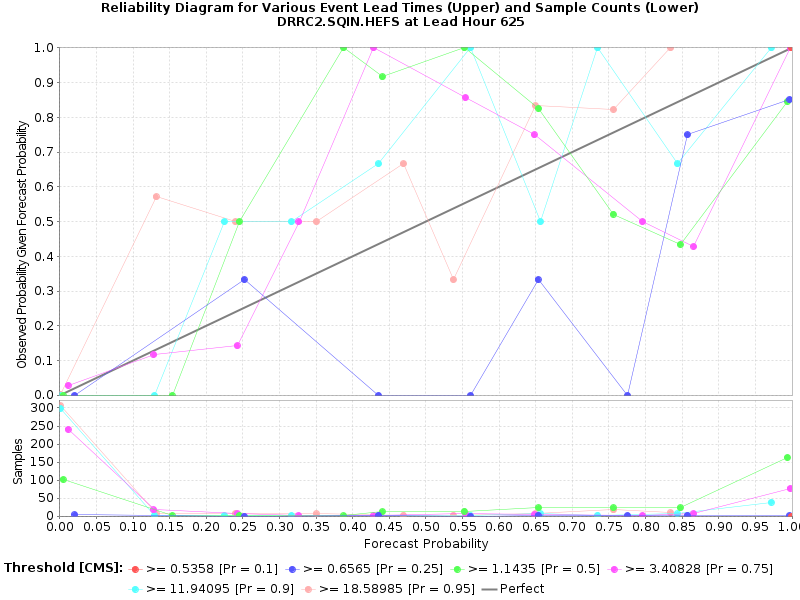 Reliability Diagram for Various Event Lead Times (Upper) and Sample Counts (Lower)
DRRC2.SQIN.HEFS at Lead Hour 625
Observed Probability Given Forecast Probability
1.0
0.9
0.8
0.7
0.6
0.5
0.4
0.3
0.2
0.1
0.0
Samples
300
250
200
150
100
50
0
0.00 0.05 0.10 0.15 0.20 0.25 0.30 0.35 0.40 0.45 0.50 0.55 0.60 0.65 0.70 0.75 0.80 0.85 0.90 0.95 1.0
Forecast Probability
Threshold [CMS]: >= 0.5358 [Pr = 0.1] >= 0.6565 [Pr = 0.25] >= 1.1435 [Pr = 0.5] >= 3.40828 [Pr = 0.75]
>= 11.94095 [Pr = 0.9] >= 18.58985 [Pr = 0.95] Perfect